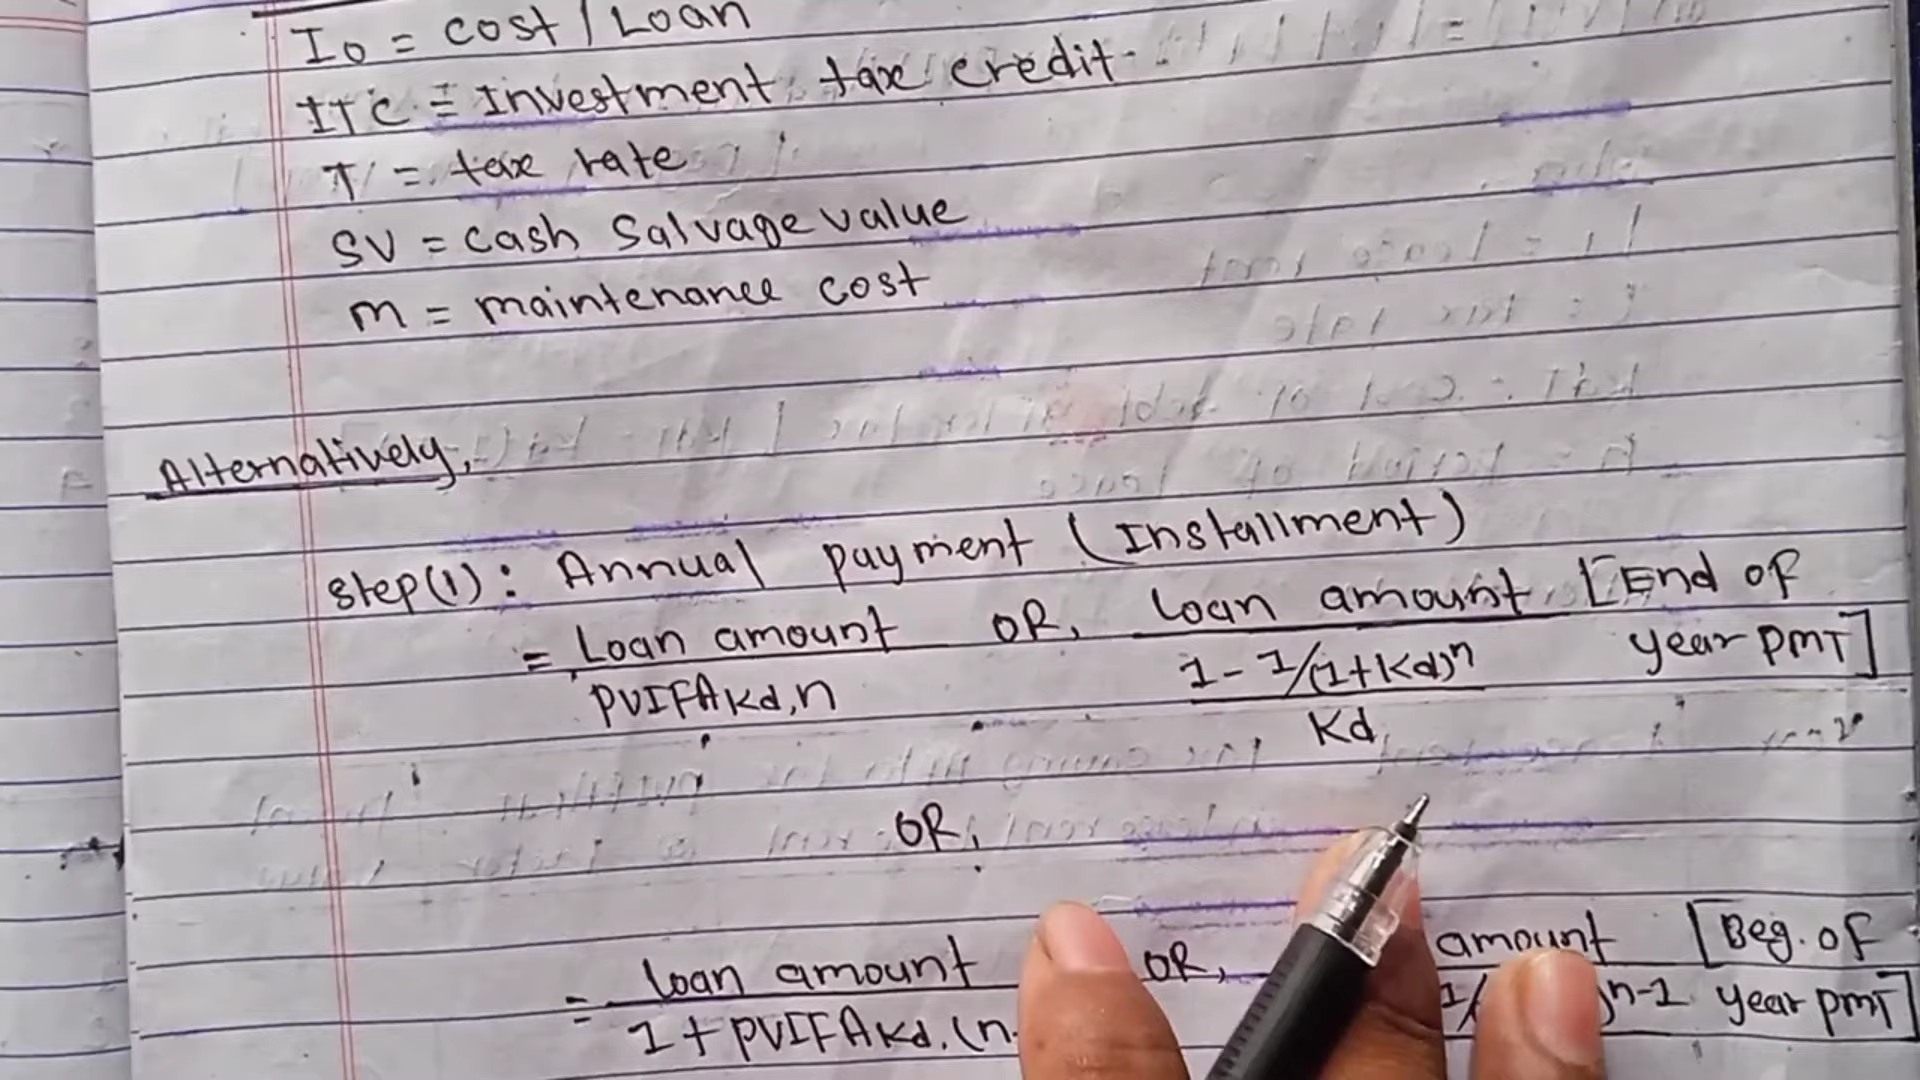 Io = cost / Loan
ITC = Investment tax credit
T = tax rate
SV = cash salvage value
m = maintenance cost
Alternatively,
step(1): Annual payment (Installment)
= Loan amount / PVIFAKd,n OR, loan amount / 1 - 1/(1+Kd)^n / Kd [End of year PMT]
OR,
= loan amount / 1 + PVIFAKd,(n OR, amount 1/ )^n-1 [Beg. of year PMT]